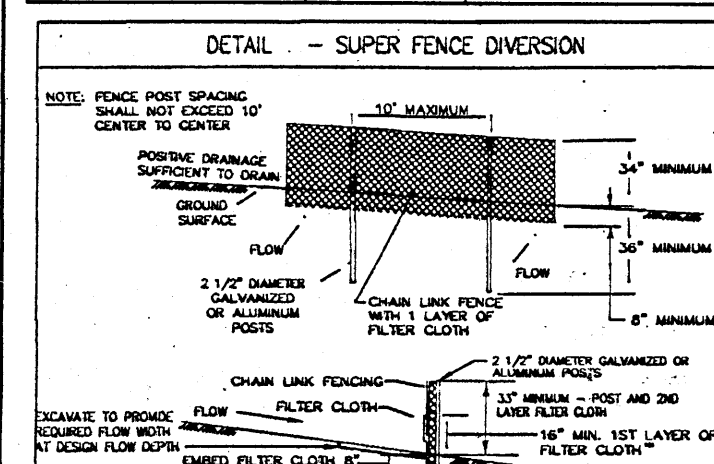 DETAIL - SUPER FENCE DIVERSION
NOTE: FENCE POST SPACING
SHALL NOT EXCEED 10'
CENTER TO CENTER
10' MAXIMUM
POSITIVE DRAINAGE
SUFFICIENT TO DRAIN
34" MINIMUM
GROUND
SURFACE
FLOW
36" MINIMUM
FLOW
2 1/2" DIAMETER
GALVANIZED
OR ALUMINUM
POSTS
CHAIN LINK FENCE
WITH 1 LAYER OF
FILTER CLOTH
8" MINIMUM
2 1/2" DIAMETER GALVANIZED OR
ALUMINUM POSTS
CHAIN LINK FENCING
33" MINIMUM - POST AND 2ND
LAYER FILTER CLOTH
FLOW
FILTER CLOTH
EXCAVATE TO PROVIDE
REQUIRED FLOW WIDTH
AT DESIGN FLOW DEPTH
16" MIN. 1ST LAYER OF
FILTER CLOTH**
EMBED FILTER CLOTH 8"